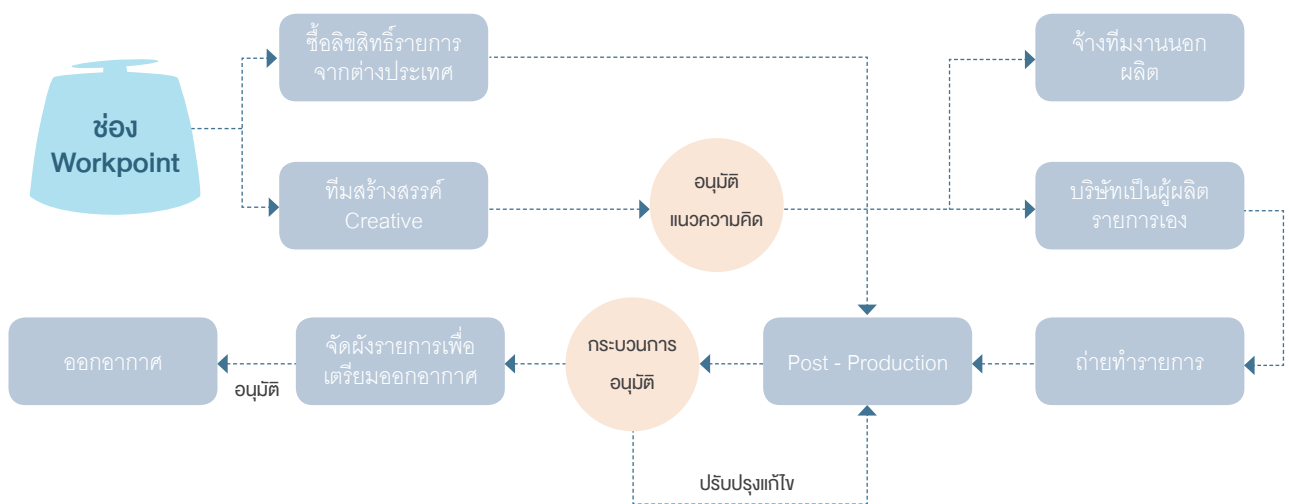 ช่อง
Workpoint
ซื้อลิขสิทธิ์รายการ
จากต่างประเทศ
จ้างทีมงานนอก
ผลิต
ทีมสร้างสรรค์
Creative
อนุมัติ
แนวความคิด
บริษัทเป็นผู้ผลิต
รายการเอง
ออกอากาศ
อนุมัติ
จัดผังรายการเพื่อ
เตรียมออกอากาศ
กระบวนการ
อนุมัติ
Post - Production
ถ่ายทำรายการ
ปรับปรุงแก้ไข